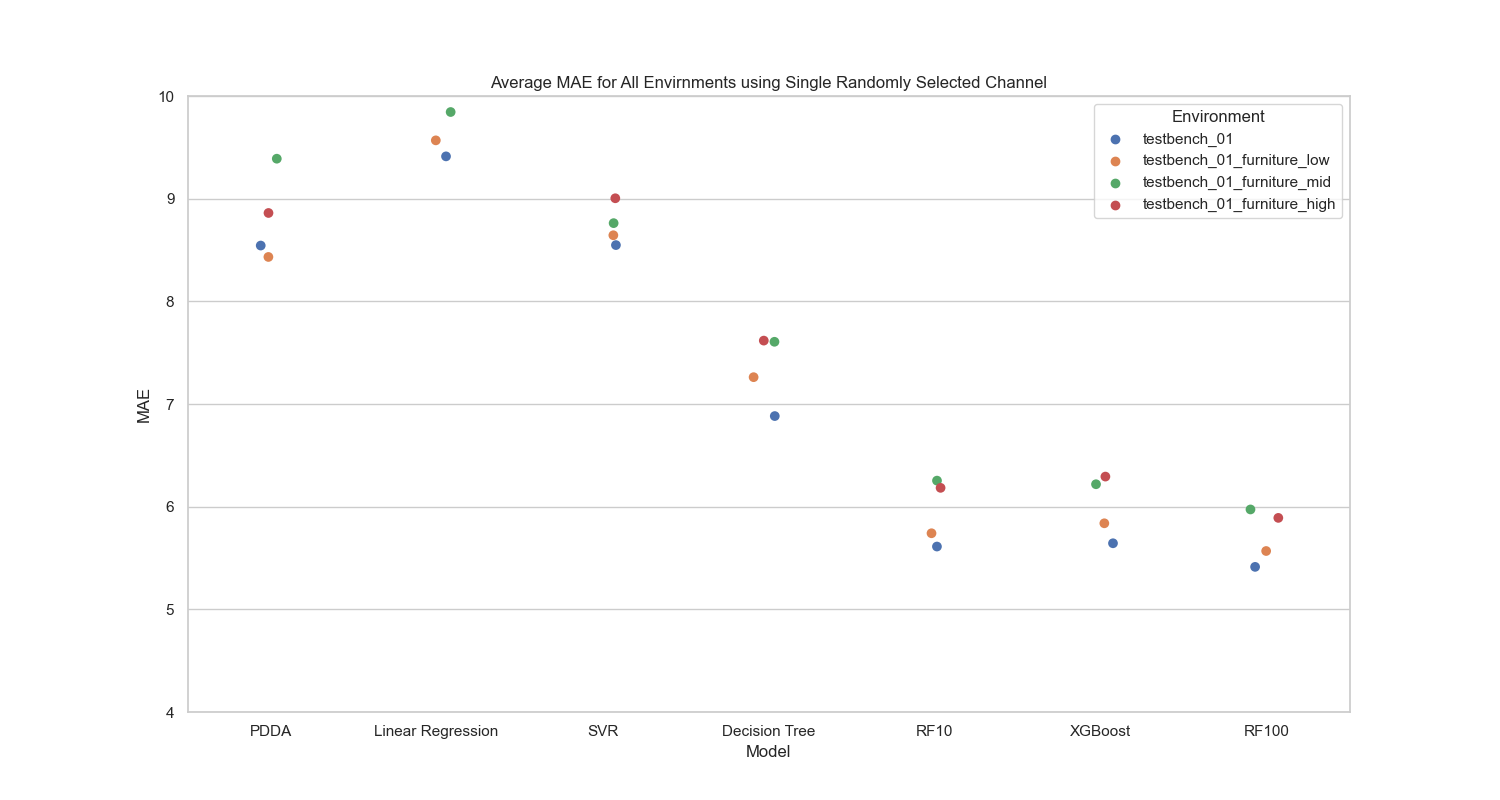 Average MAE for All Envirnments using Single Randomly Selected Channel
10
9
8
7
6
5
4
MAE
Environment
testbench_01
testbench_01_furniture_low
testbench_01_furniture_mid
testbench_01_furniture_high
PDDA
Linear Regression
SVR
Decision Tree
RF10
XGBoost
RF100
Model